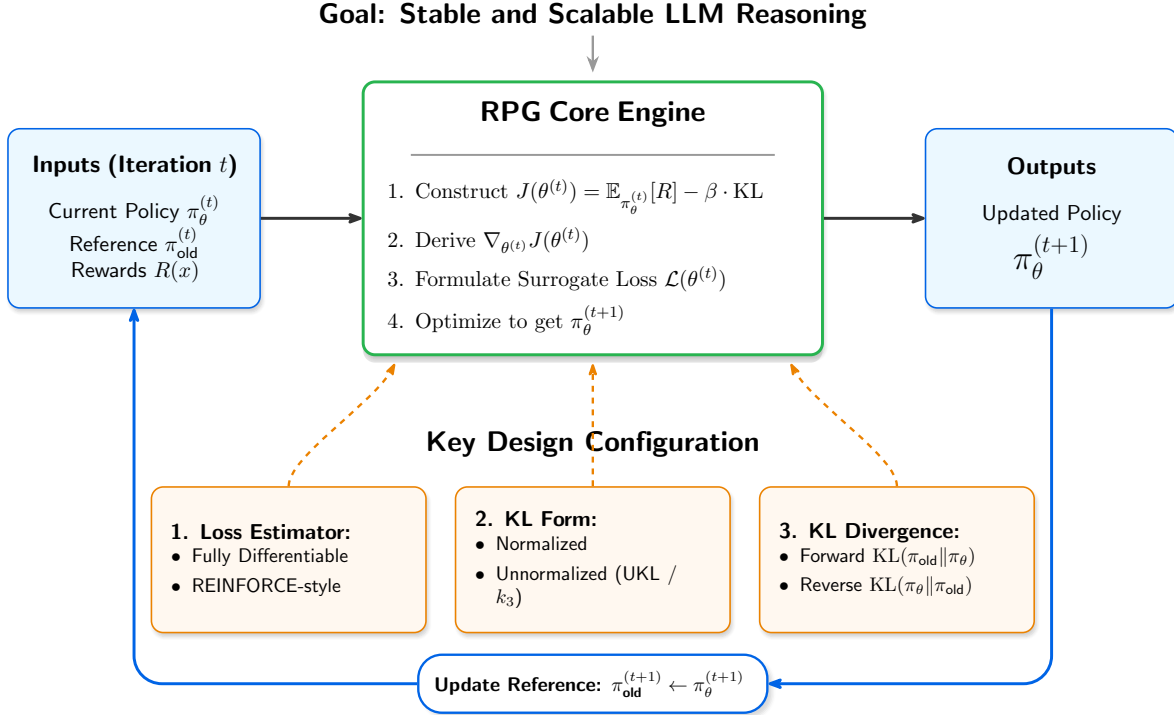 Goal: Stable and Scalable LLM Reasoning
Inputs (Iteration t)
Current Policy π_θ^(t)
Reference π_old^(t)
Rewards R(x)
RPG Core Engine
1. Construct J(θ^(t)) = 𝔼_{π_θ^(t)}[R] − β · KL
2. Derive ∇_{θ^(t)} J(θ^(t))
3. Formulate Surrogate Loss ℒ(θ^(t))
4. Optimize to get π_θ^(t+1)
Outputs
Updated Policy
π_θ^(t+1)
Key Design Configuration
1. Loss Estimator:
• Fully Differentiable
• REINFORCE-style
2. KL Form:
• Normalized
• Unnormalized (UKL /
k₃)
3. KL Divergence:
• Forward KL(π_old‖π_θ)
• Reverse KL(π_θ‖π_old)
Update Reference: π_old^(t+1) ← π_θ^(t+1)